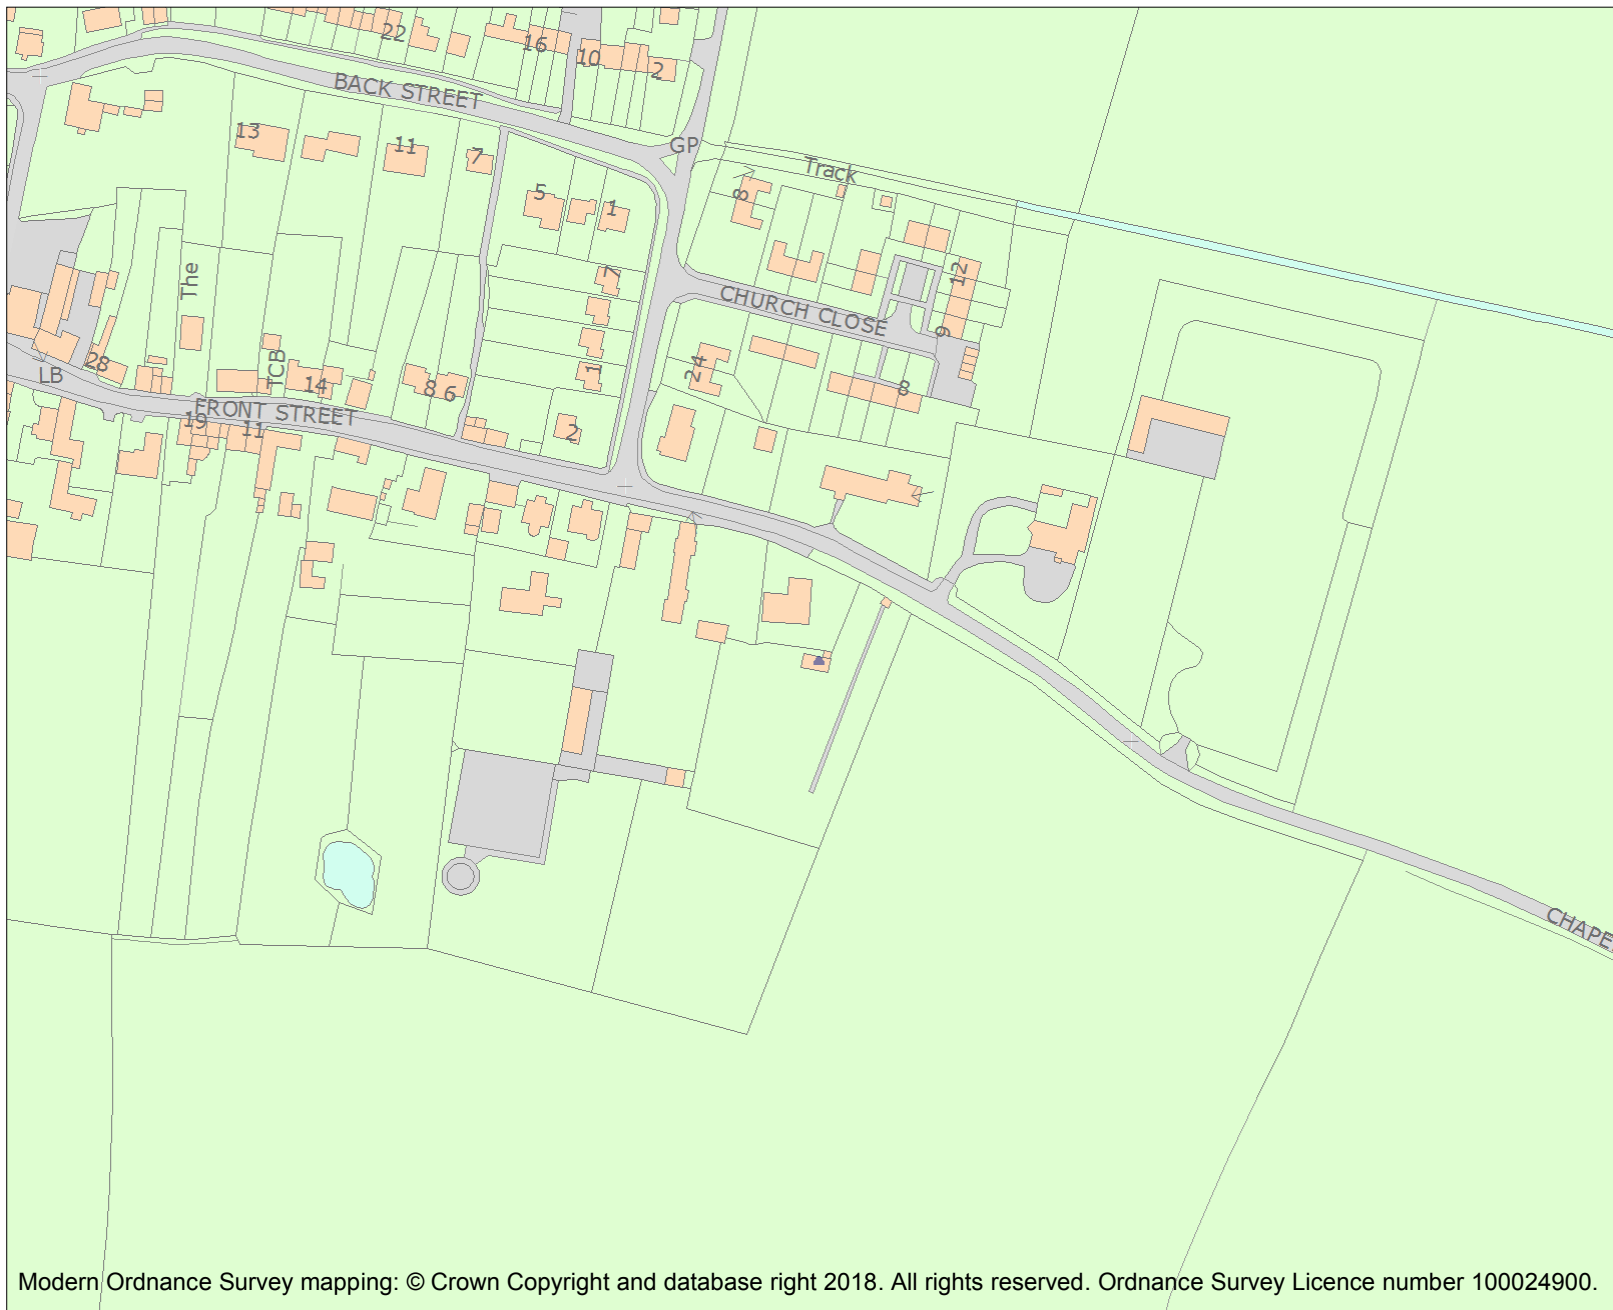 22
16
10
2
BACK STREET
GP
13
11
7
Track
8
5
1
The
7
12
CHURCH CLOSE
9
28
TCB
LB
14
8
6
1
24
8
FRONT STREET
19
11
2
CHAPE
Modern Ordnance Survey mapping: © Crown Copyright and database right 2018. All rights reserved. Ordnance Survey Licence number 100024900.